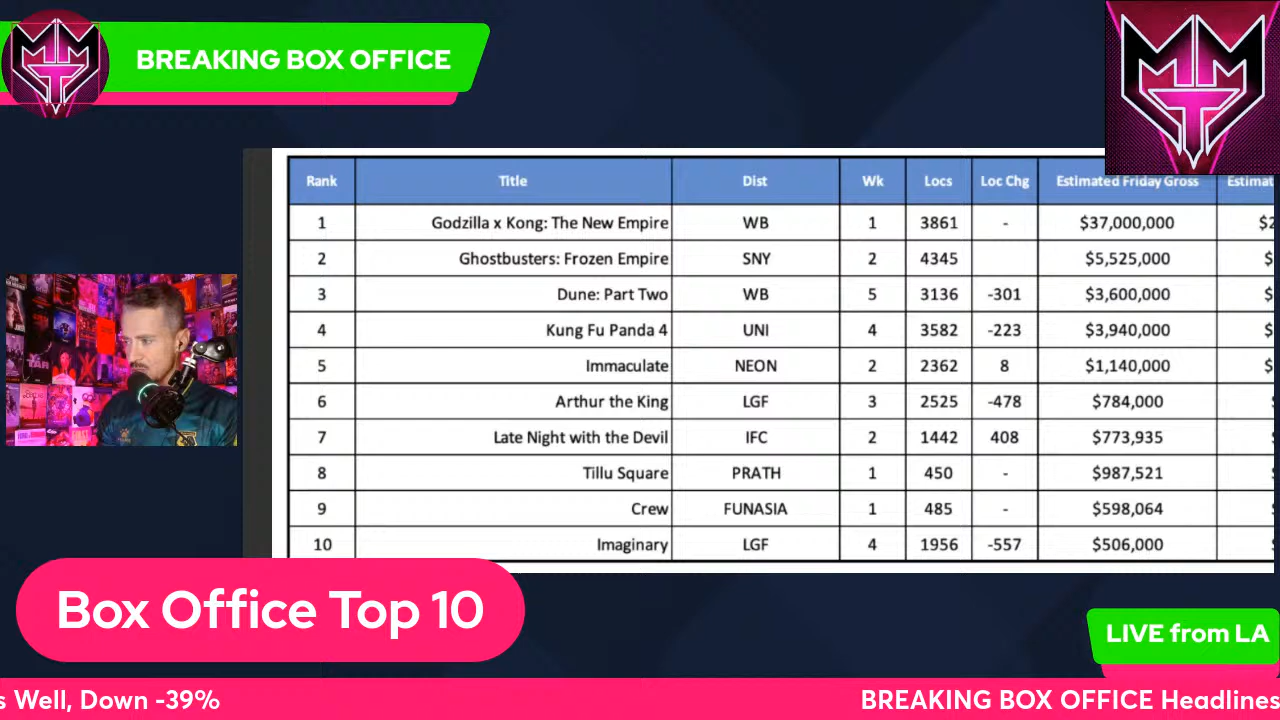 BREAKING BOX OFFICE
Rank Title Dist Wk Locs Loc Chg Estimated Friday Gross Estimat
1 Godzilla x Kong: The New Empire WB 1 3861 - $37,000,000 $2
2 Ghostbusters: Frozen Empire SNY 2 4345 $5,525,000 $
3 Dune: Part Two WB 5 3136 -301 $3,600,000 $
4 Kung Fu Panda 4 UNI 4 3582 -223 $3,940,000 $
5 Immaculate NEON 2 2362 8 $1,140,000 $
6 Arthur the King LGF 3 2525 -478 $784,000
7 Late Night with the Devil IFC 2 1442 408 $773,935
8 Tillu Square PRATH 1 450 - $987,521
9 Crew FUNASIA 1 485 - $598,064
10 Imaginary LGF 4 1956 -557 $506,000
TÁR
Box Office Top 10
LIVE from LA
s Well, Down -39% BREAKING BOX OFFICE Headlines